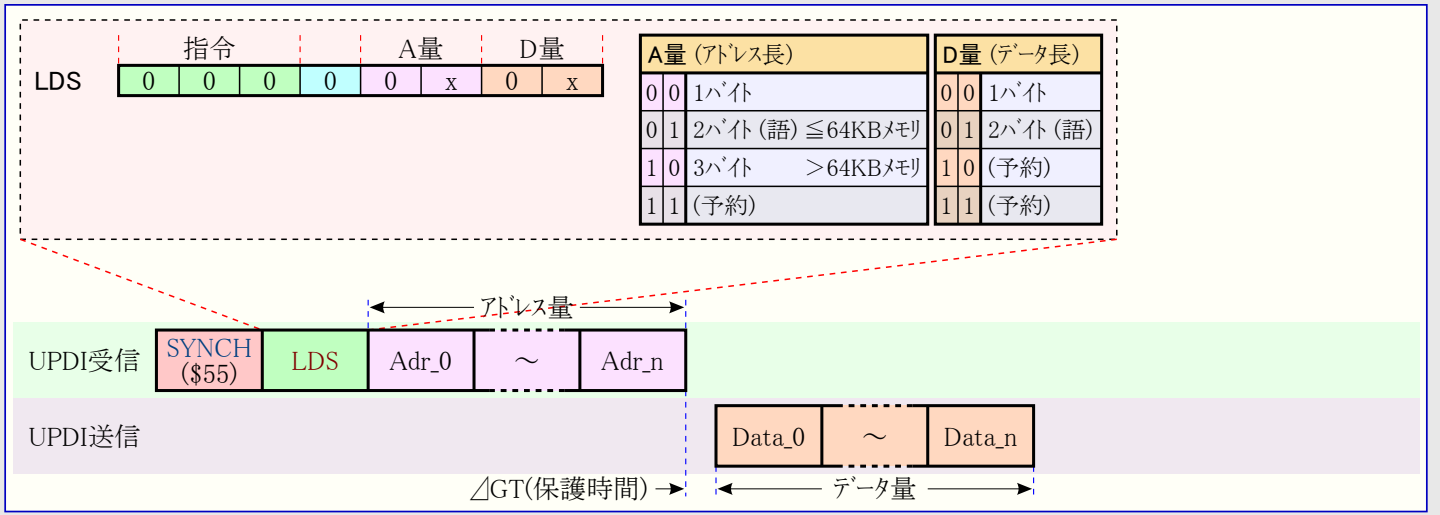 指令 A量 D量
LDS 0 0 0 0 0 x 0 x
A量 (アドレス長)
0 0 1バイト
0 1 2バイト (語) ≦64KBメモリ
1 0 3バイト >64KBメモリ
1 1 (予約)
D量 (データ長)
0 0 1バイト
0 1 2バイト (語)
1 0 (予約)
1 1 (予約)
アドレス量
UPDI受信 SYNCH ($55) LDS Adr_0 ～ Adr_n
UPDI送信 Data_0 ～ Data_n
⊿GT(保護時間) データ量